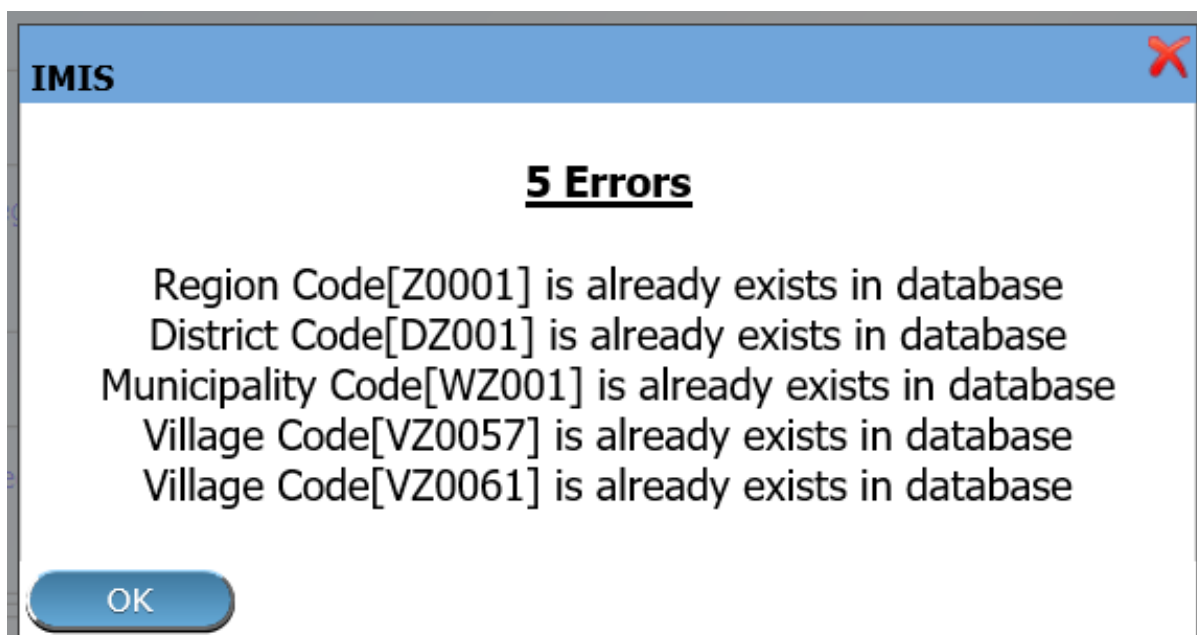 IMIS
5 Errors
Region Code[Z0001] is already exists in database
District Code[DZ001] is already exists in database
Municipality Code[WZ001] is already exists in database
Village Code[VZ0057] is already exists in database
Village Code[VZ0061] is already exists in database
OK